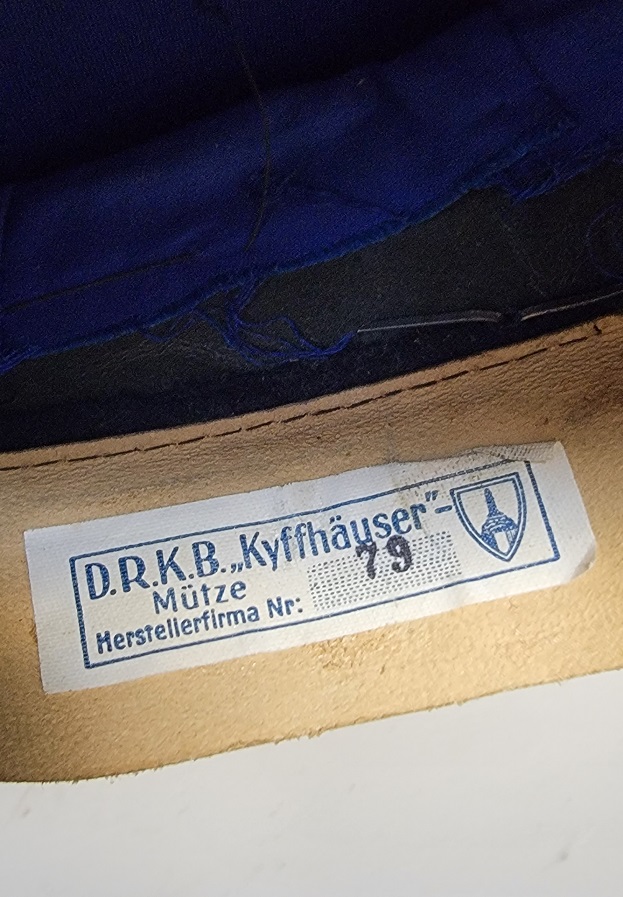 D.R.K.B. „Kyffhäuser"-
Mütze
Herstellerfirma Nr: 79